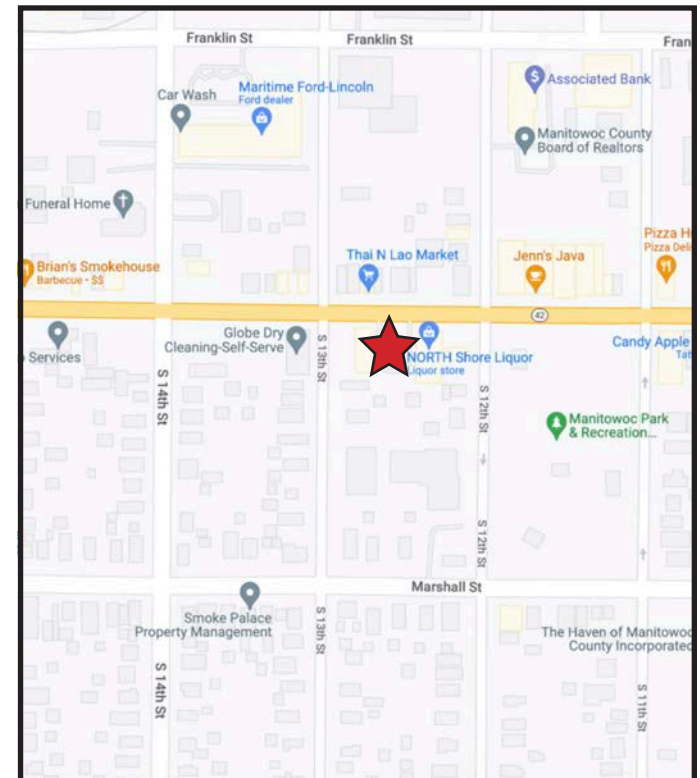 Franklin St
Franklin St
Fran
Associated Bank
Maritime Ford-Lincoln
Ford dealer
Car Wash
Manitowoc County
Board of Realtors
Funeral Home
Pizza H
Pizza Deli
Thai N Lao Market
Jenn's Java
Brian's Smokehouse
Barbecue • $$
42
Globe Dry
Cleaning-Self-Serve
S 13th St
NORTH Shore Liquor
Liquor store
Candy Apple
Tat
Services
S 14th St
S 12th St
Manitowoc Park
& Recreation...
S 12th St
Marshall St
Smoke Palace
Property Management
S 13th St
The Haven of Manitowoc
County Incorporated
S 14th St
S 11th St